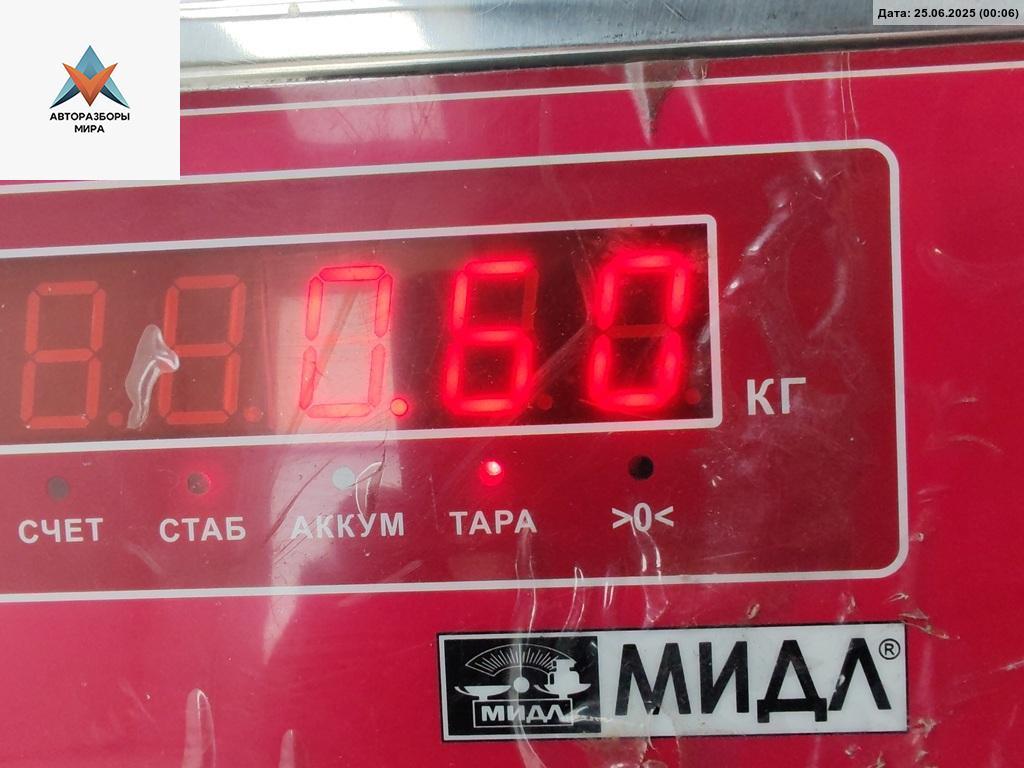 Дата: 25.06.2025 (00:06)
АВТОРАЗБОРЫ
МИРА
0.60
КГ
СЧЕТ СТАБ АККУМ ТАРА >0<
МИДЛ МИДЛ®